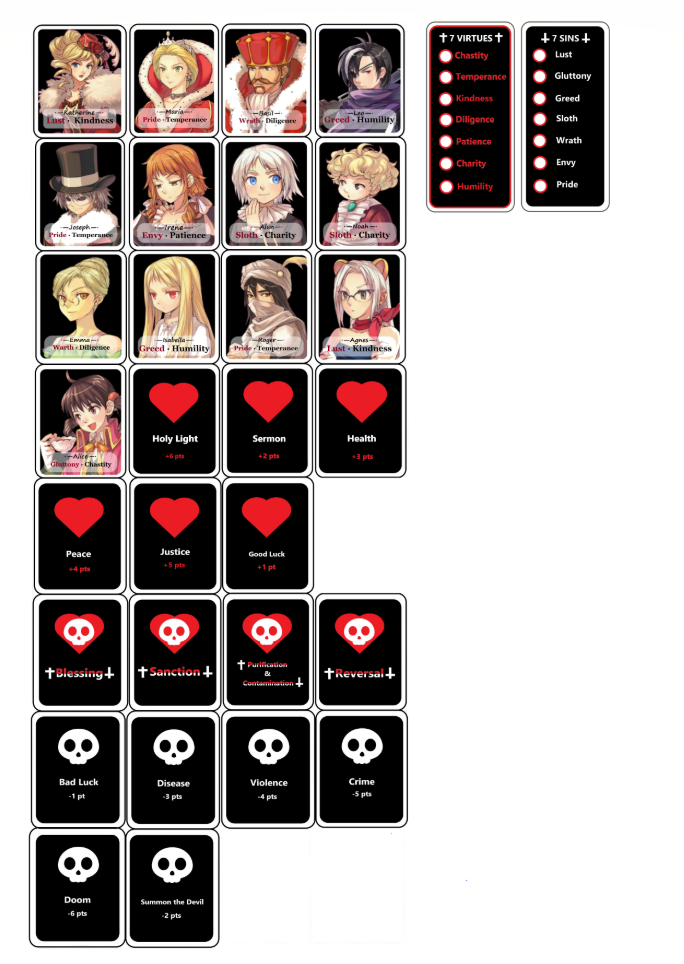 —Katherine—
Lust · Kindness
—Maria—
Pride · Temperance
—Basil—
Wrath · Diligence
—Leo—
Greed · Humility
—Joseph—
Pride · Temperance
—Irene—
Envy · Patience
Sloth · Charity
—Noah—
Sloth · Charity
—Emma—
Warth · Diligence
—Isabella—
Greed · Humility
—Roger—
Pride · Temperance
—Agnes—
Lust · Kindness
—Alice—
Gluttony · Chastity
Holy Light
+6 pts
Sermon
+2 pts
Health
+3 pts
Peace
+4 pts
Justice
+5 pts
Good Luck
+1 pt
Blessing
Sanction
Purification
&
Contamination
Reversal
Bad Luck
-1 pt
Disease
-3 pts
Violence
-4 pts
Crime
-5 pts
Doom
-6 pts
Summon the Devil
-2 pts
7 VIRTUES
Chastity
Temperance
Kindness
Diligence
Patience
Charity
Humility
7 SINS
Lust
Gluttony
Greed
Sloth
Wrath
Envy
Pride